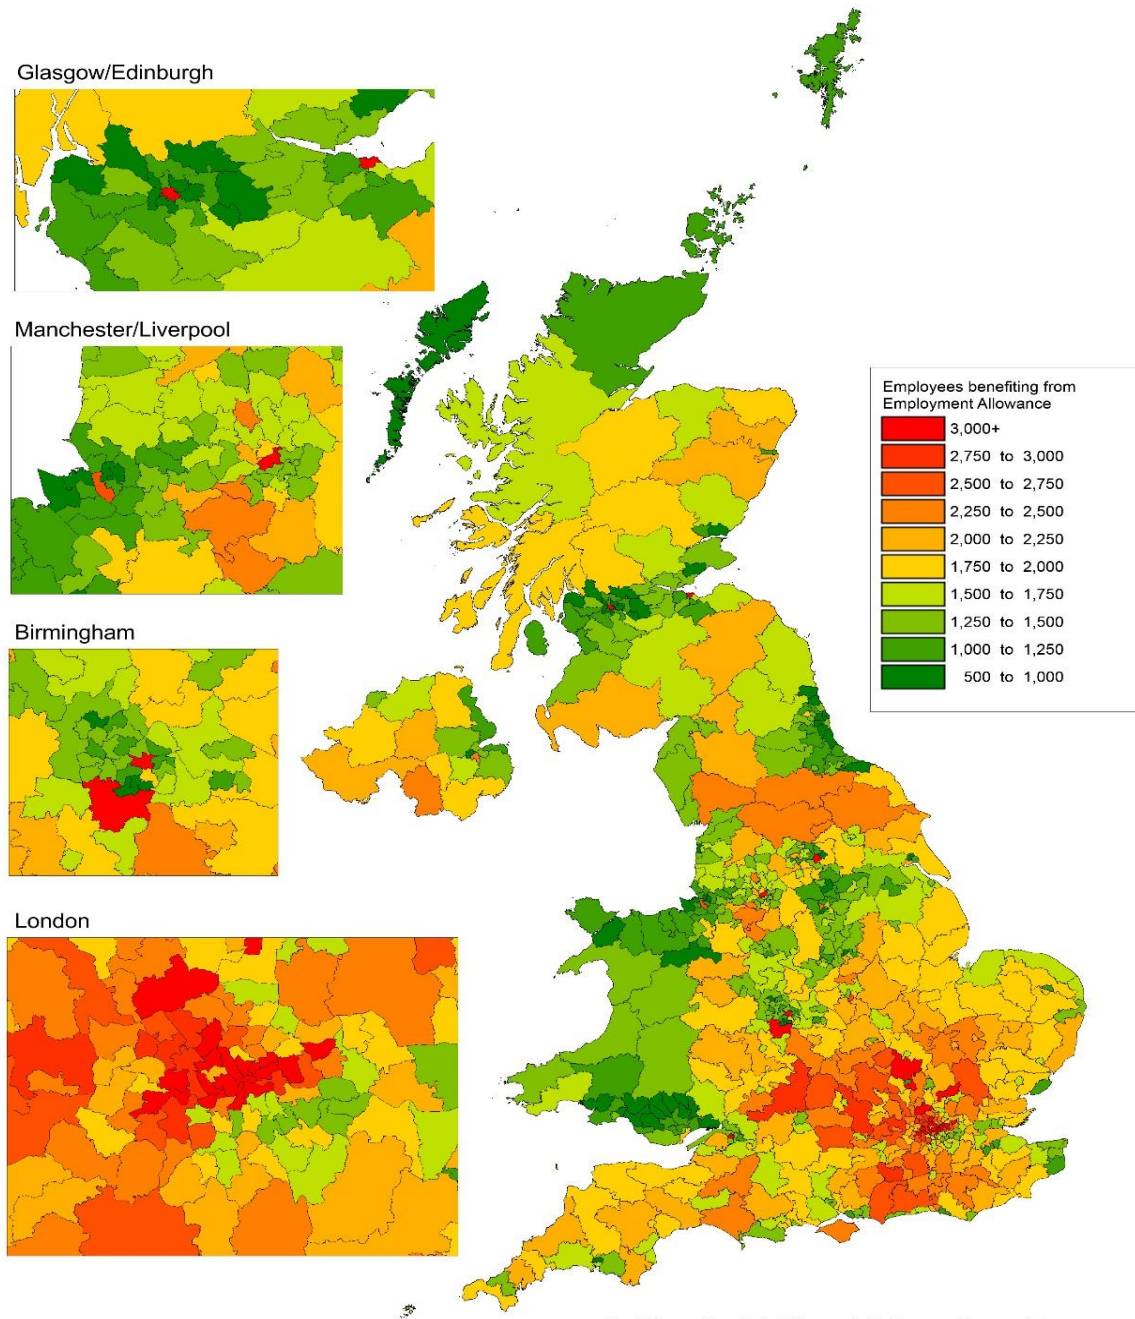 Glasgow/Edinburgh
Manchester/Liverpool
Birmingham
London
Employees benefiting from
Employment Allowance
3,000+
2,750 to 3,000
2,500 to 2,750
2,250 to 2,500
2,000 to 2,250
1,750 to 2,000
1,500 to 1,750
1,250 to 1,500
1,000 to 1,250
500 to 1,000